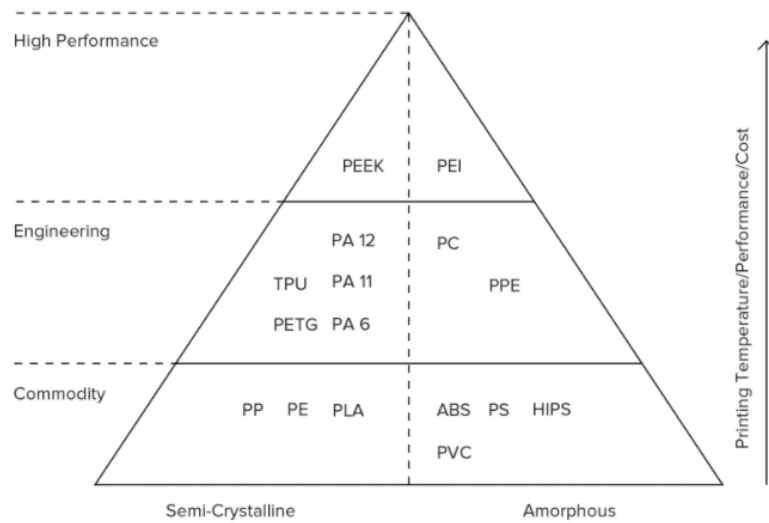 High Performance
PEEK PEI
Engineering
PA 12 PC
TPU PA 11 PPE
PETG PA 6
Commodity
PP PE PLA ABS PS HIPS
PVC
Semi-Crystalline Amorphous
Printing Temperature/Performance/Cost